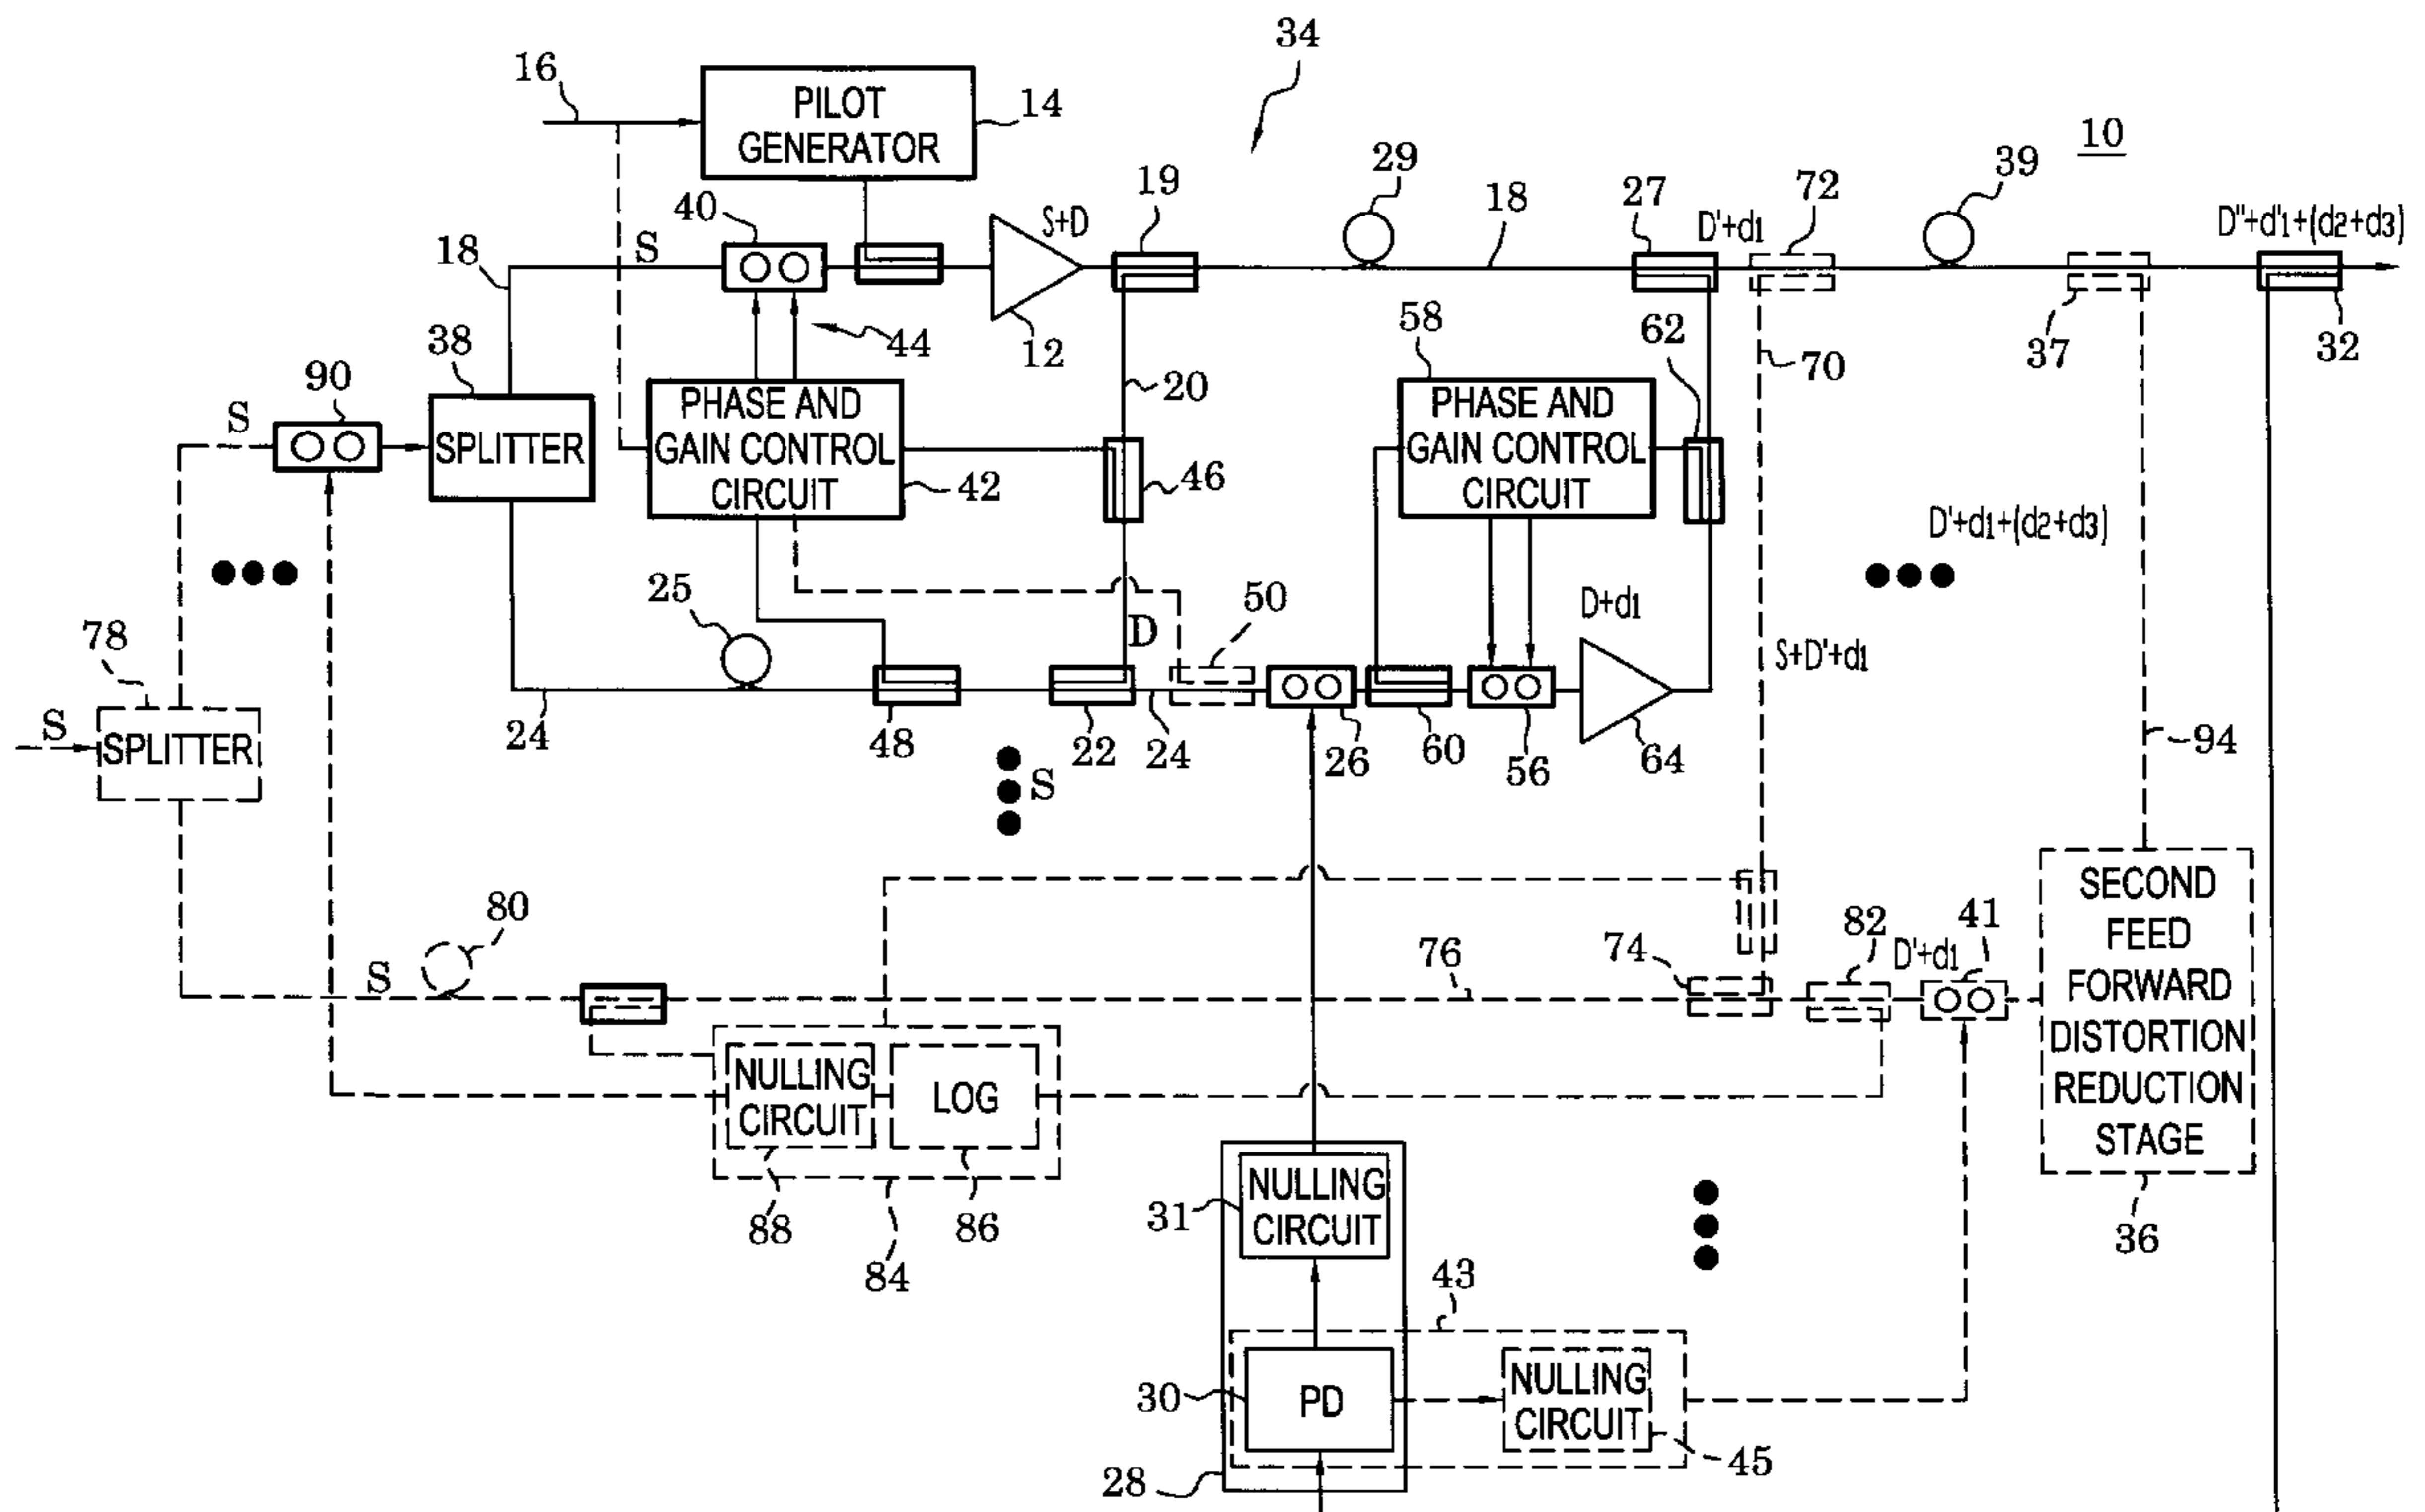 34
16
PILOT
GENERATOR
14
10
40
S
S+D
19
29
18
27
D'+d1
72
39
D''+d'1+(d2+d3)
18
38
44
12
58
62
70
37
32
90
S
SPLITTER
PHASE AND
GAIN CONTROL
CIRCUIT
42
20
46
PHASE AND
GAIN CONTROL
CIRCUIT
D'+d1+(d2+d3)
25
D
50
D+d1
S+D'+d1
78
S
SPLITTER
24
48
22
24
26
60
56
64
94
S
80
S
76
74
82
D'+d1
41
SECOND
FEED
FORWARD
DISTORTION
REDUCTION
STAGE
36
NULLING
CIRCUIT
LOG
88
86
84
31
NULLING
CIRCUIT
43
30
PD
NULLING
CIRCUIT
45
28